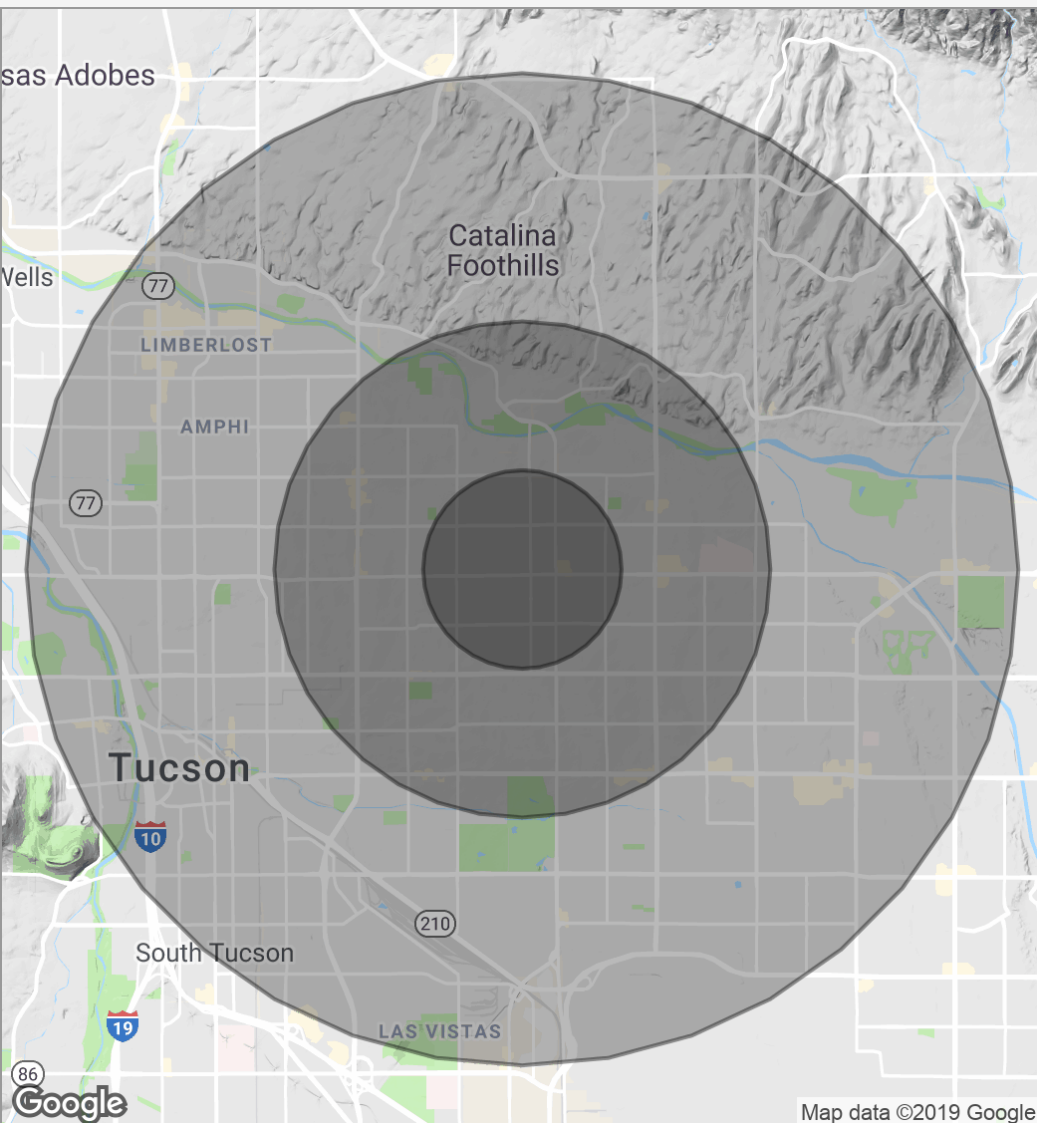 sas Adobes
Catalina
Foothills
Wells
77
LIMBERLOST
AMPHI
77
Tucson
10
210
South Tucson
19
LAS VISTAS
86
Google
Map data ©2019 Google